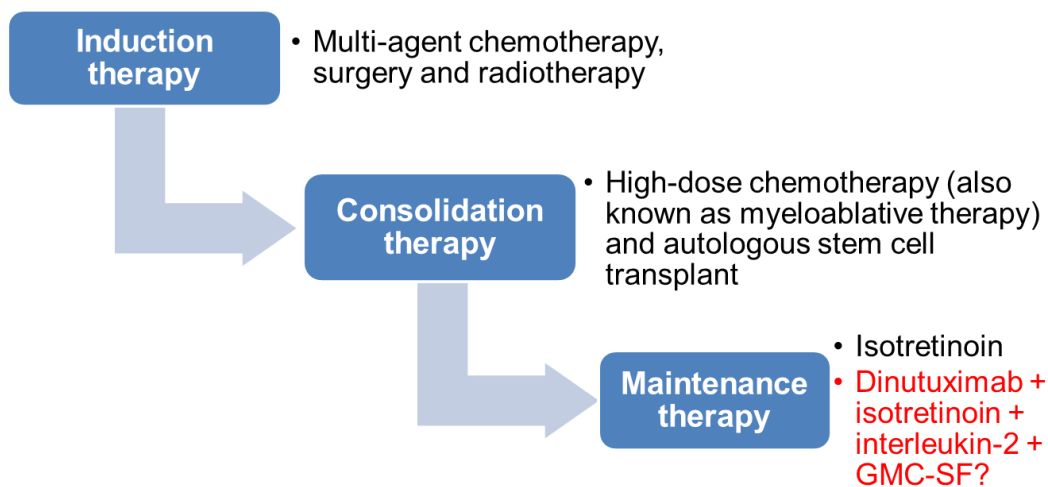 Induction
therapy
• Multi-agent chemotherapy,
surgery and radiotherapy
Consolidation
therapy
• High-dose chemotherapy (also
known as myeloablative therapy)
and autologous stem cell
transplant
Maintenance
therapy
• Isotretinoin
• Dinutuximab +
isotretinoin +
interleukin-2 +
GMC-SF?